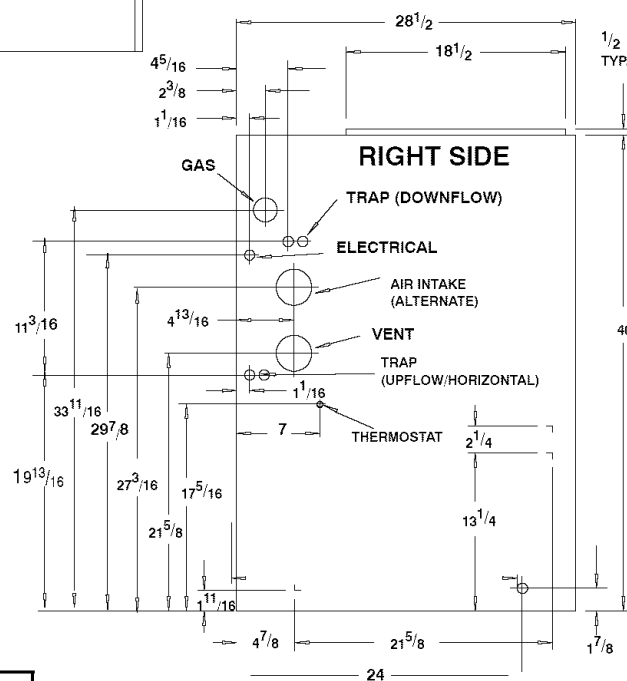 28 1/2
1/2
TYP.
18 1/2
4 5/16
2 3/8
1 1/16
RIGHT SIDE
GAS
TRAP (DOWNFLOW)
ELECTRICAL
AIR INTAKE
(ALTERNATE)
4 13/16
11 3/16
VENT
TRAP
(UPFLOW/HORIZONTAL)
1 1/16
33 11/16
29 7/8
7
THERMOSTAT
2 1/4
19 13/16
27 3/16
17 5/16
21 5/8
13 1/4
1 11/16
4 7/8
21 5/8
1 7/8
24